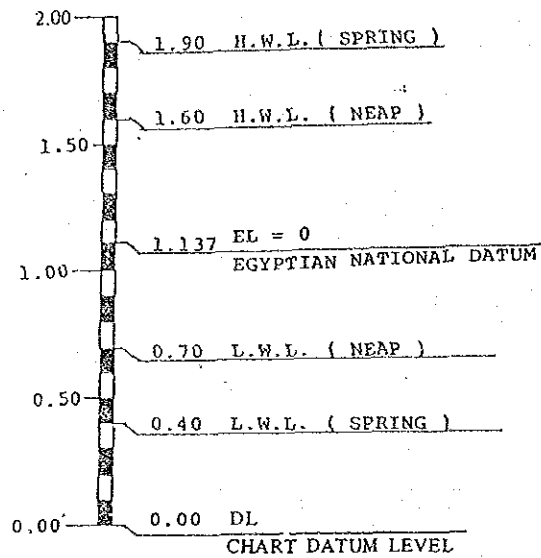 2.00
1.90 H.W.L. ( SPRING )
1.60 H.W.L. ( NEAP )
1.50
1.137 EL = 0
EGYPTIAN NATIONAL DATUM
1.00
0.70 L.W.L. ( NEAP )
0.50
0.40 L.W.L. ( SPRING )
0.00 0.00 DL
CHART DATUM LEVEL